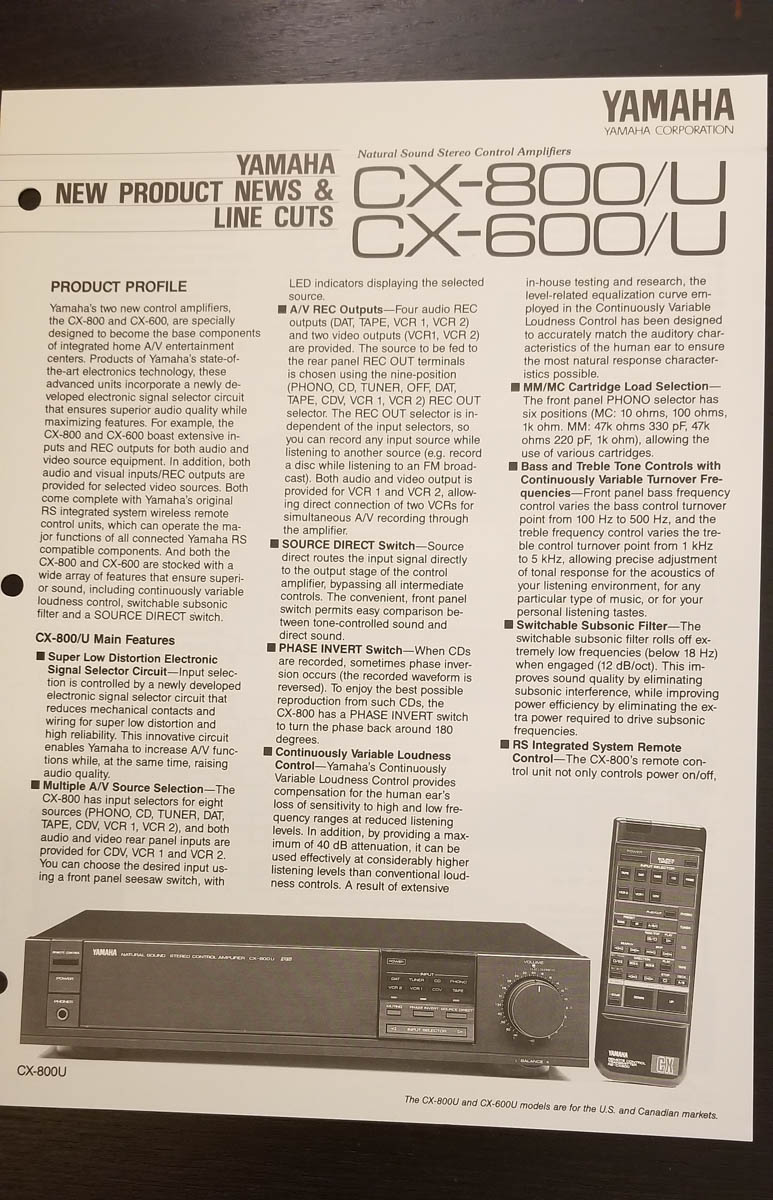 YAMAHA
YAMAHA CORPORATION
YAMAHA
NEW PRODUCT NEWS &
LINE CUTS
Natural Sound Stereo Control Amplifiers
CX-800/U
CX-600/U
PRODUCT PROFILE
Yamaha's two new control amplifiers,
the CX-800 and CX-600, are specially
designed to become the base components
of integrated home A/V entertainment
centers. Products of Yamaha's state-of-
the-art electronics technology, these
advanced units incorporate a newly de-
veloped electronic signal selector circuit
that ensures superior audio quality while
maximizing features. For example, the
CX-800 and CX-600 boast extensive in-
puts and REC outputs for both audio and
video source equipment. In addition, both
audio and visual inputs/REC outputs are
provided for selected video sources. Both
come complete with Yamaha's original
RS integrated system wireless remote
control units, which can operate the ma-
jor functions of all connected Yamaha RS
compatible components. And both the
CX-800 and CX-600 are stocked with a
wide array of features that ensure superi-
or sound, including continuously variable
loudness control, switchable subsonic
filter and a SOURCE DIRECT switch.
CX-800/U Main Features
■ Super Low Distortion Electronic
Signal Selector Circuit—Input selec-
tion is controlled by a newly developed
electronic signal selector circuit that
reduces mechanical contacts and
wiring for super low distortion and
high reliability. This innovative circuit
enables Yamaha to increase A/V func-
tions while, at the same time, raising
audio quality.
■ Multiple A/V Source Selection—The
CX-800 has input selectors for eight
sources (PHONO, CD, TUNER, DAT,
TAPE, CDV, VCR 1, VCR 2), and both
audio and video rear panel inputs are
provided for CDV, VCR 1 and VCR 2.
You can choose the desired input us-
ing a front panel seesaw switch, with
LED indicators displaying the selected
source.
■ A/V REC Outputs—Four audio REC
outputs (DAT, TAPE, VCR 1, VCR 2)
and two video outputs (VCR1, VCR 2)
are provided. The source to be fed to
the rear panel REC OUT terminals
is chosen using the nine-position
(PHONO, CD, TUNER, OFF, DAT,
TAPE, CDV, VCR 1, VCR 2) REC OUT
selector. The REC OUT selector is in-
dependent of the input selectors, so
you can record any input source while
listening to another source (e.g. record
a disc while listening to an FM broad-
cast). Both audio and video output is
provided for VCR 1 and VCR 2, allow-
ing direct connection of two VCRs for
simultaneous A/V recording through
the amplifier.
■ SOURCE DIRECT Switch—Source
direct routes the input signal directly
to the output stage of the control
amplifier, bypassing all intermediate
controls. The convenient, front panel
switch permits easy comparison be-
tween tone-controlled sound and
direct sound.
■ PHASE INVERT Switch—When CDs
are recorded, sometimes phase inver-
sion occurs (the recorded waveform is
reversed). To enjoy the best possible
reproduction from such CDs, the
CX-800 has a PHASE INVERT switch
to turn the phase back around 180
degrees.
■ Continuously Variable Loudness
Control—Yamaha's Continuously
Variable Loudness Control provides
compensation for the human ear's
loss of sensitivity to high and low fre-
quency ranges at reduced listening
levels. In addition, by providing a max-
imum of 40 dB attenuation, it can be
used effectively at considerably higher
listening levels than conventional loud-
ness controls. A result of extensive
in-house testing and research, the
level-related equalization curve em-
ployed in the Continuously Variable
Loudness Control has been designed
to accurately match the auditory char-
acteristics of the human ear to ensure
the most natural response character-
istics possible.
■ MM/MC Cartridge Load Selection—
The front panel PHONO selector has
six positions (MC: 10 ohms, 100 ohms,
1k ohm. MM: 47k ohms 330 pF, 47k
ohms 220 pF, 1k ohm), allowing the
use of various cartridges.
■ Bass and Treble Tone Controls with
Continuously Variable Turnover Fre-
quencies—Front panel bass frequency
control varies the bass control turnover
point from 100 Hz to 500 Hz, and the
treble frequency control varies the tre-
ble control turnover point from 1 kHz
to 5 kHz, allowing precise adjustment
of tonal response for the acoustics of
your listening environment, for any
particular type of music, or for your
personal listening tastes.
■ Switchable Subsonic Filter—The
switchable subsonic filter rolls off ex-
tremely low frequencies (below 18 Hz)
when engaged (12 dB/oct). This im-
proves sound quality by eliminating
subsonic interference, while improving
power efficiency by eliminating the ex-
tra power required to drive subsonic
frequencies.
■ RS Integrated System Remote
Control—The CX-800's remote con-
trol unit not only controls power on/off,
YAMAHA NATURAL SOUND STEREO CONTROL AMPLIFIER CX-800U
POWER
PHONES
POWER
INPUT
DAT TUNER CD PHONO
VCR 2 VCR 1 CDV TAPE
MUTING PHASE INVERT SOURCE DIRECT
INPUT SELECTOR
VOLUME
BALANCE
YAMAHA
CX
CX-800U
The CX-800U and CX-600U models are for the U.S. and Canadian markets.